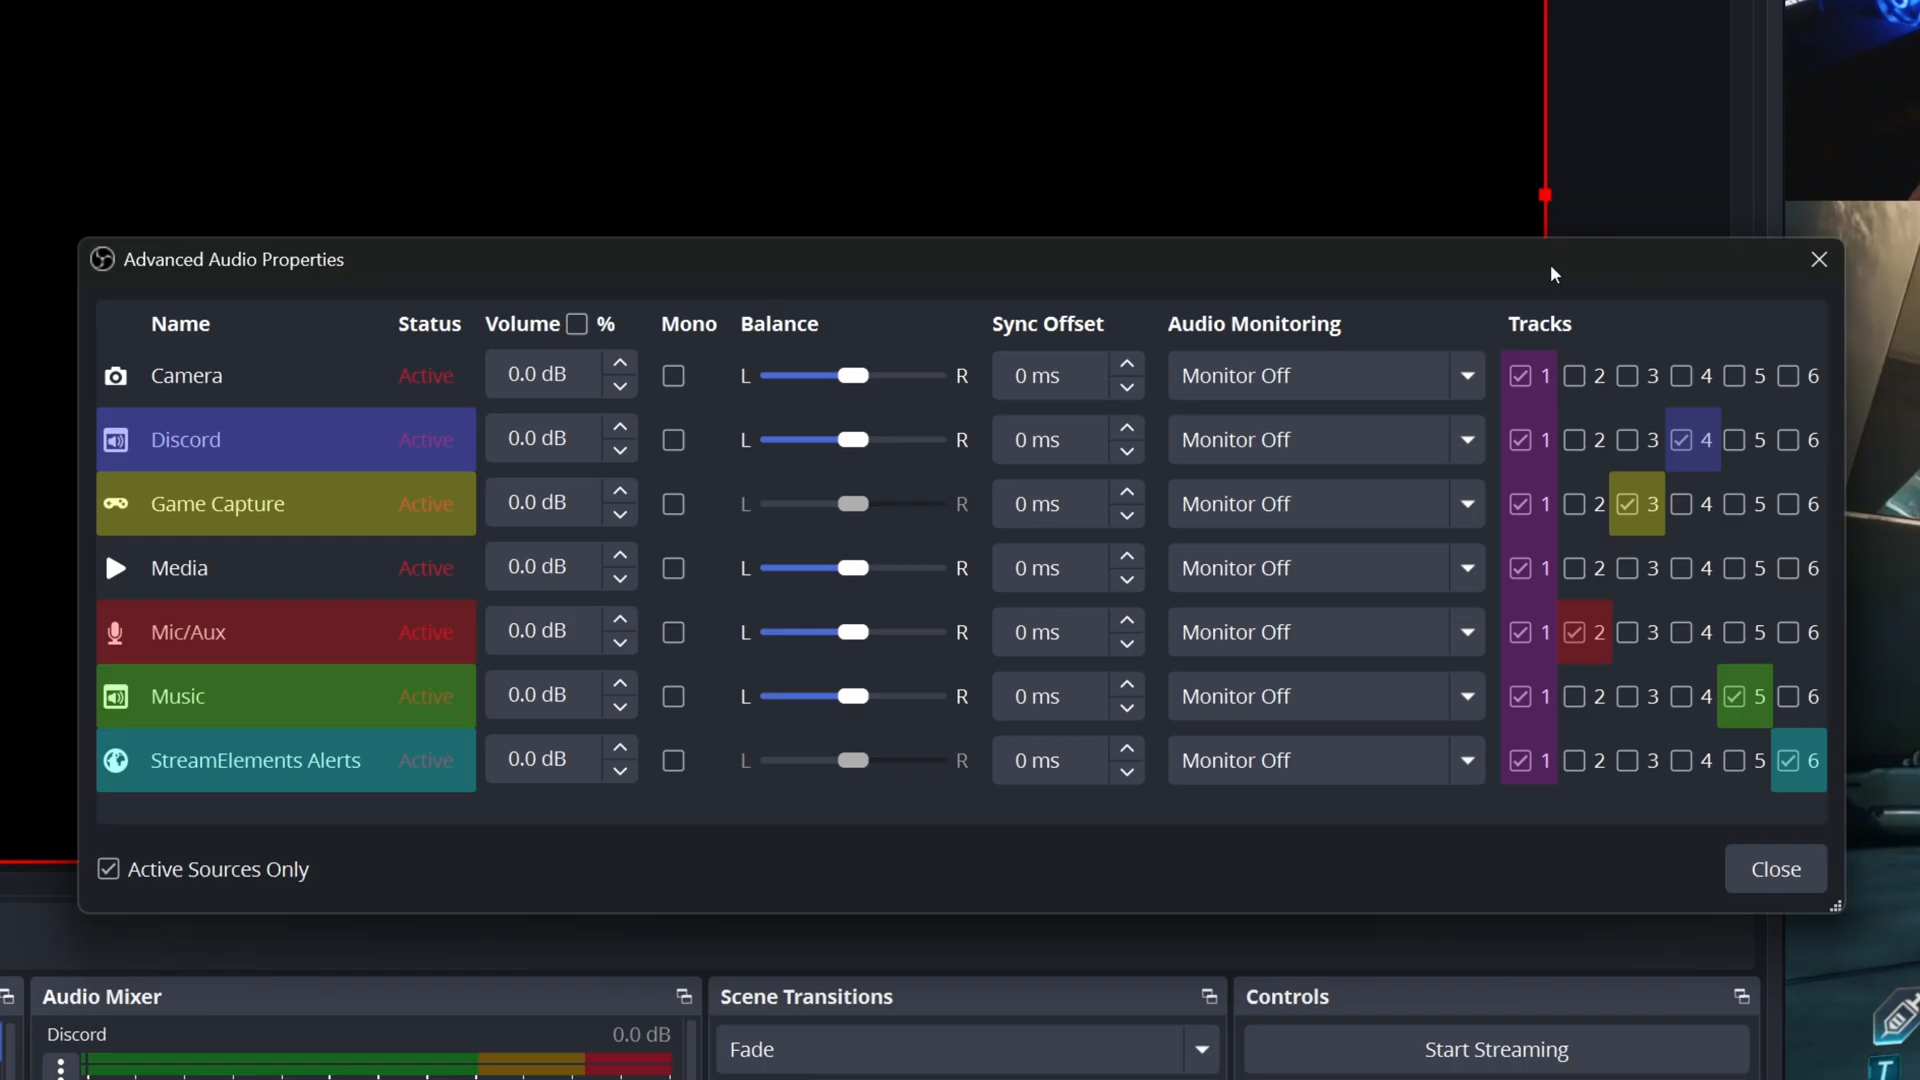 Advanced Audio Properties
Name Status Volume % Mono Balance Sync Offset Audio Monitoring Tracks
Camera Active 0.0 dB L R 0 ms Monitor Off 1 2 3 4 5 6
Discord Active 0.0 dB L R 0 ms Monitor Off 1 2 3 4 5 6
Game Capture Active 0.0 dB L R 0 ms Monitor Off 1 2 3 4 5 6
Media Active 0.0 dB L R 0 ms Monitor Off 1 2 3 4 5 6
Mic/Aux Active 0.0 dB L R 0 ms Monitor Off 1 2 3 4 5 6
Music Active 0.0 dB L R 0 ms Monitor Off 1 2 3 4 5 6
StreamElements Alerts Active 0.0 dB L R 0 ms Monitor Off 1 2 3 4 5 6
Active Sources Only Close
Audio Mixer Scene Transitions Controls
Discord 0.0 dB
Fade Start Streaming
T